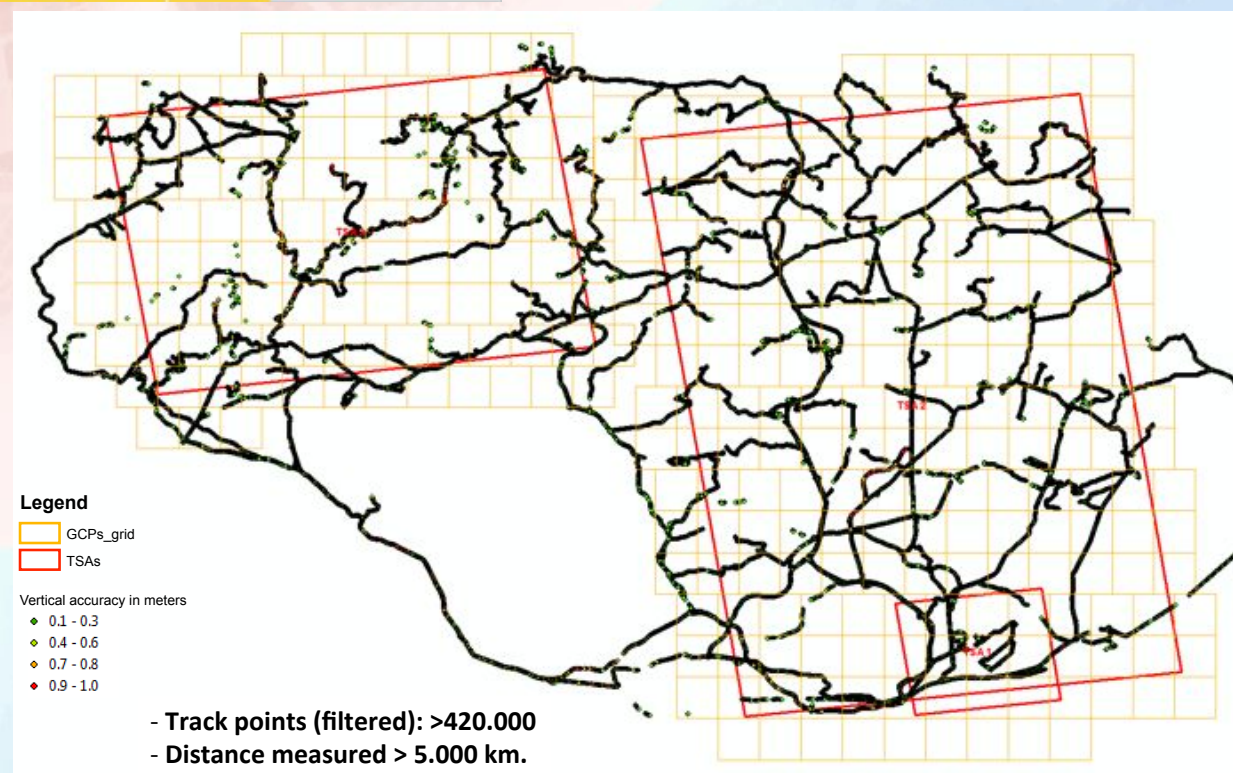 TSA 2
TSA 1
Legend
GCPs_grid
TSAs
Vertical accuracy in meters
0.1 - 0.3
0.4 - 0.6
0.7 - 0.8
0.9 - 1.0
- Track points (filtered): >420.000
- Distance measured > 5.000 km.